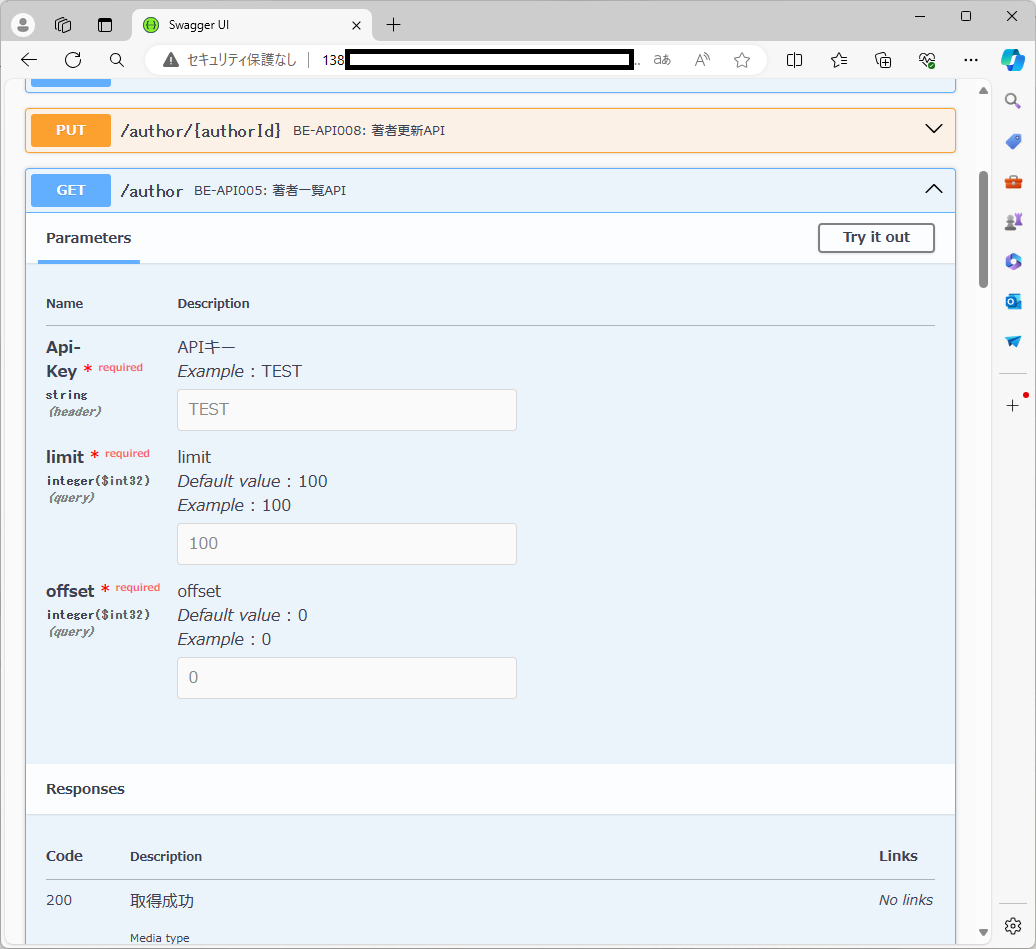 Swagger UI
セキュリティ保護なし 138 ..
PUT /author/{authorId} BE-API008: 著者更新API
GET /author BE-API005: 著者一覧API
Parameters Try it out
Name Description
Api-
Key * required
string
(header)
APIキー
Example : TEST
TEST
limit * required
integer($int32)
(query)
limit
Default value : 100
Example : 100
100
offset * required
integer($int32)
(query)
offset
Default value : 0
Example : 0
0
Responses
Code Description Links
200 取得成功 No links
Media type